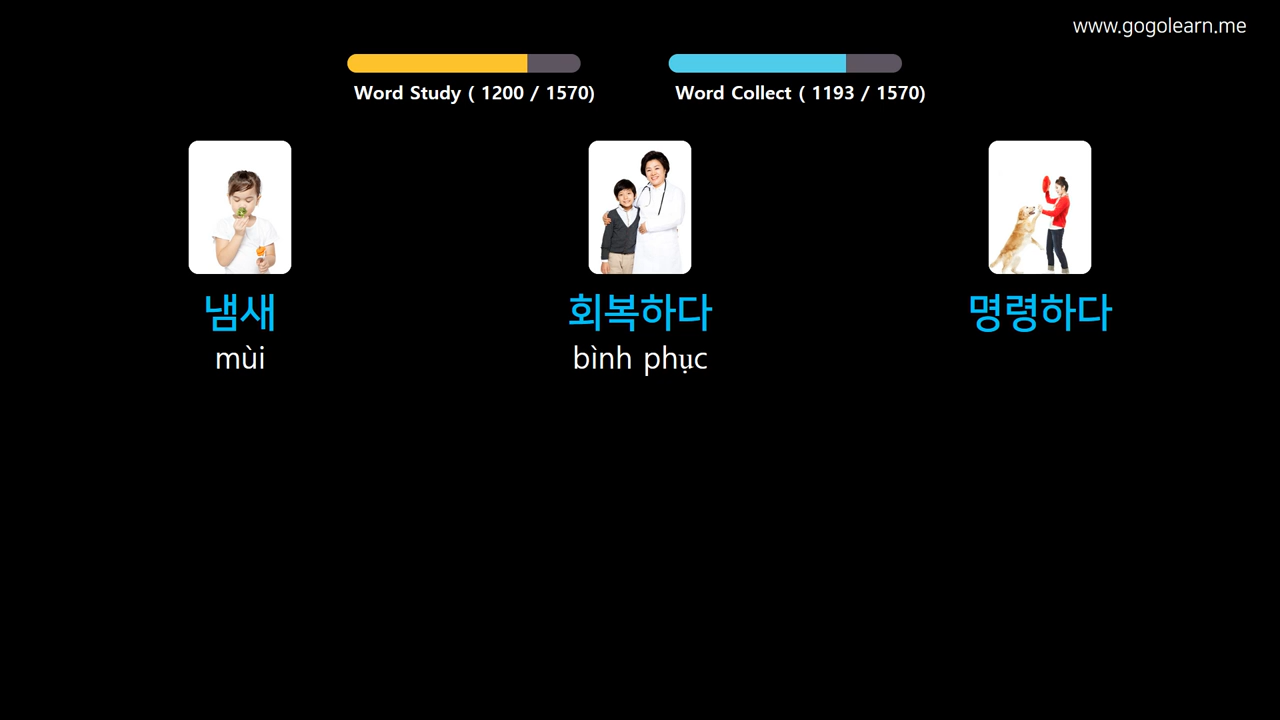 www.gogolearn.me
Word Study ( 1200 / 1570)
Word Collect ( 1193 / 1570)
냄새
회복하다
명령하다
mùi
bình phục